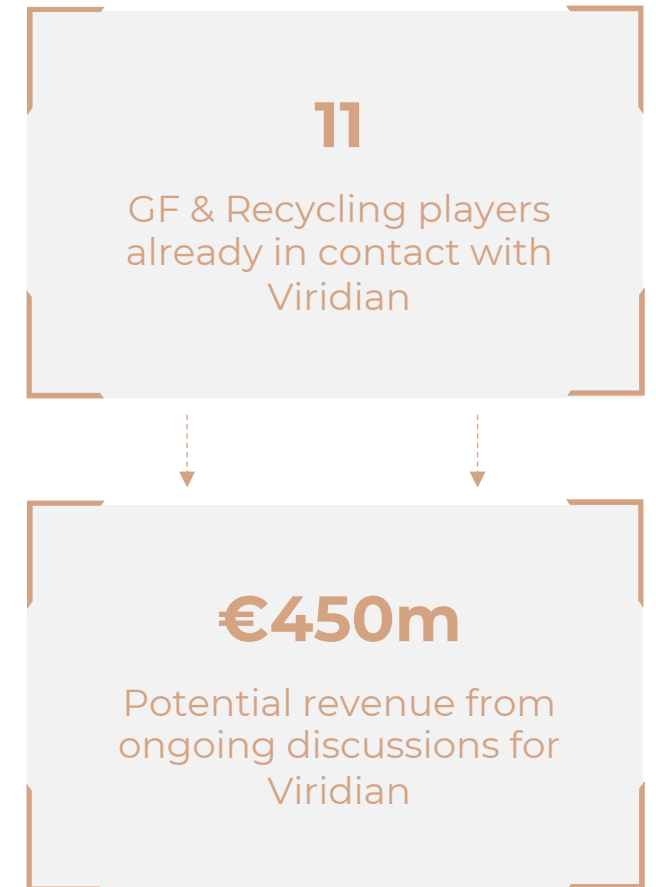 11
GF & Recycling players
already in contact with
Viridian
€450m
Potential revenue from
ongoing discussions for
Viridian